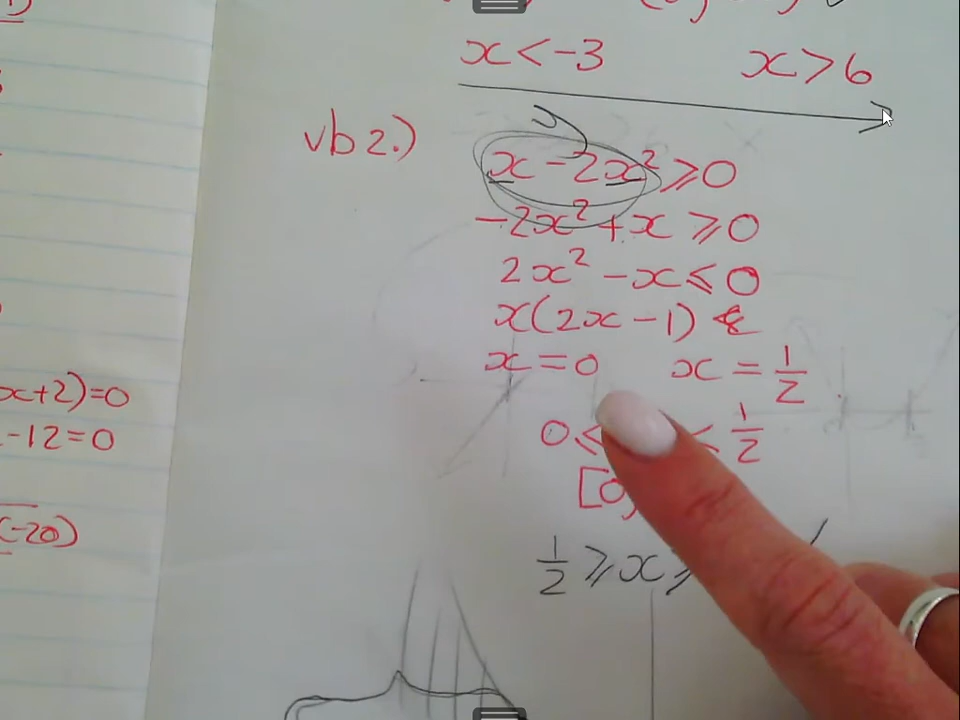 x < -3    x > 6
vb 2.)
x - 2x² ⩾ 0
-2x² + x ⩾ 0
2x² - x ⩽ 0
x(2x - 1) ⩽
x = 0    x = 1/2
0 ⩽ ⩽ 1/2
[0,
1/2 ⩾ x ⩾
x+2)=0
-12=0
(-20)